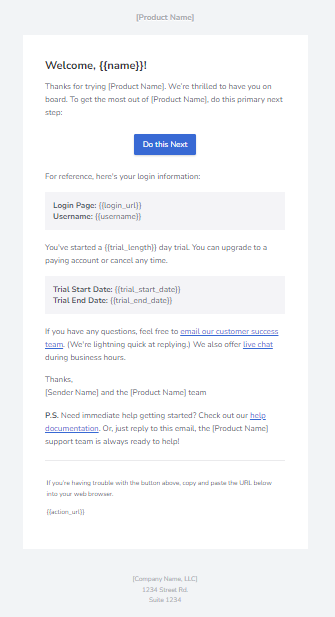 [Product Name]
Welcome, {{name}}!
Thanks for trying [Product Name]. We're thrilled to have you on
board. To get the most out of [Product Name], do this primary next
step:
Do this Next
For reference, here's your login information:
Login Page: {{login_url}}
Username: {{username}}
You've started a {{trial_length}} day trial. You can upgrade to a
paying account or cancel any time.
Trial Start Date: {{trial_start_date}}
Trial End Date: {{trial_end_date}}
If you have any questions, feel free to email our customer success
team. (We're lightning quick at replying.) We also offer live chat
during business hours.
Thanks,
[Sender Name] and the [Product Name] team
P.S. Need immediate help getting started? Check out our help
documentation. Or, just reply to this email, the [Product Name]
support team is always ready to help!
If you're having trouble with the button above, copy and paste the URL below
into your web browser.
{{action_url}}
[Company Name, LLC]
1234 Street Rd.
Suite 1234